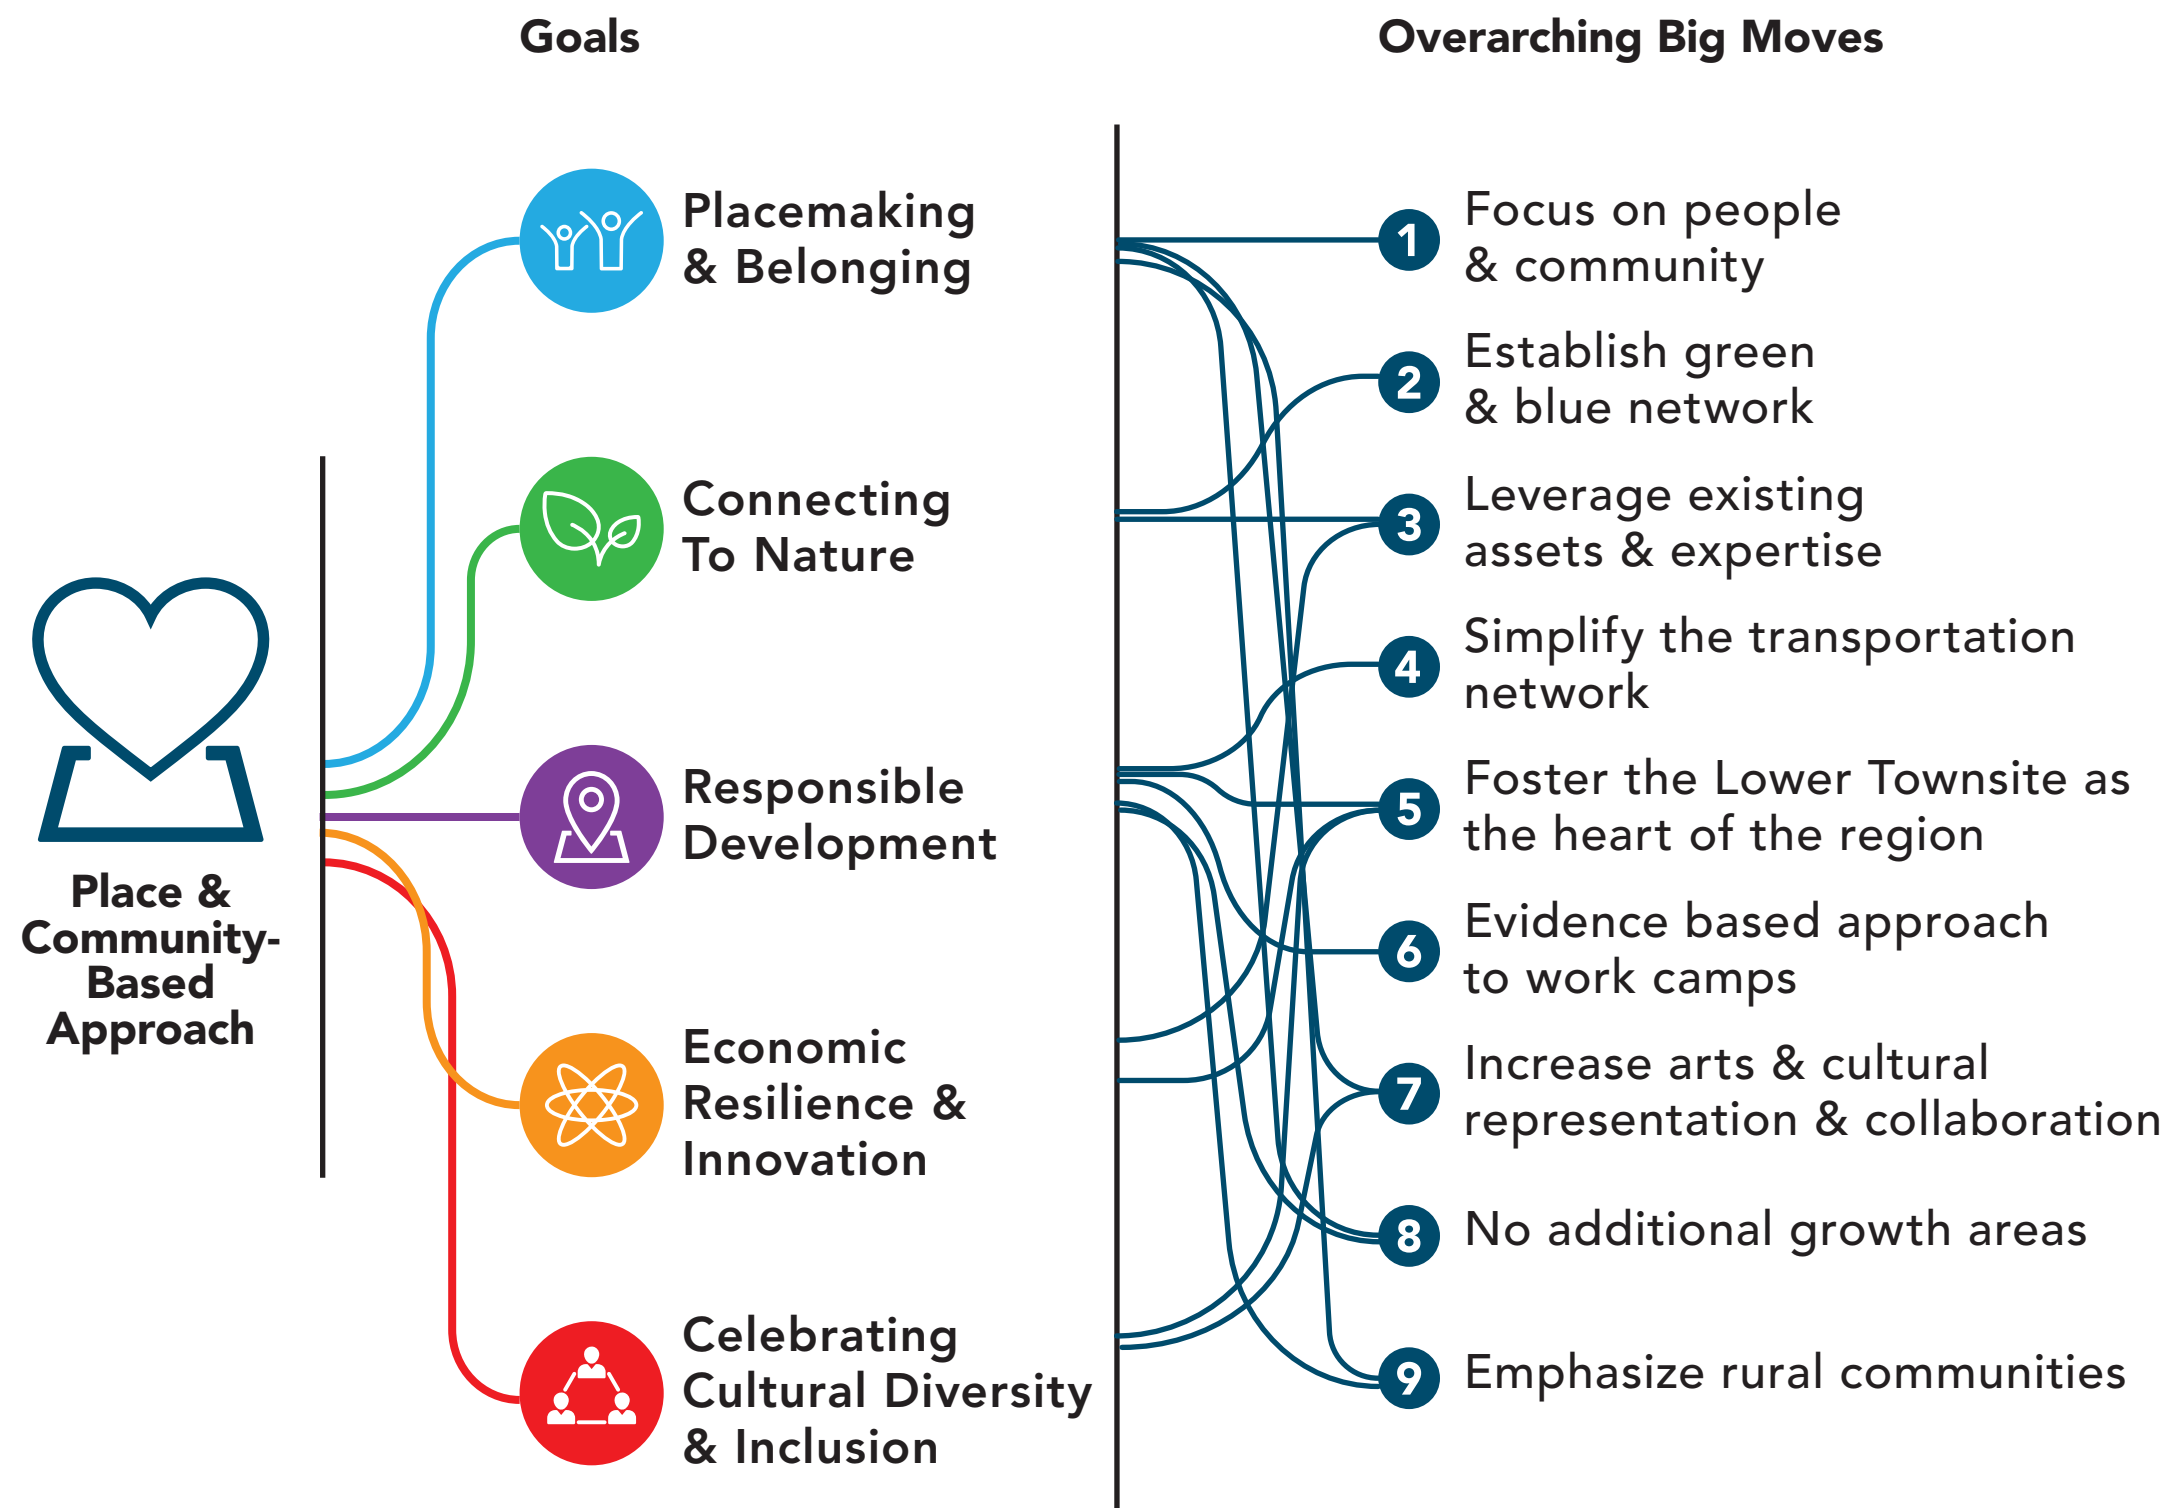 Goals
Overarching Big Moves
Place &
Community-
Based
Approach
Placemaking
& Belonging
Connecting
To Nature
Responsible
Development
Economic
Resilience &
Innovation
Celebrating
Cultural Diversity
& Inclusion
1 Focus on people
& community
2 Establish green
& blue network
3 Leverage existing
assets & expertise
4 Simplify the transportation
network
5 Foster the Lower Townsite as
the heart of the region
6 Evidence based approach
to work camps
7 Increase arts & cultural
representation & collaboration
8 No additional growth areas
9 Emphasize rural communities